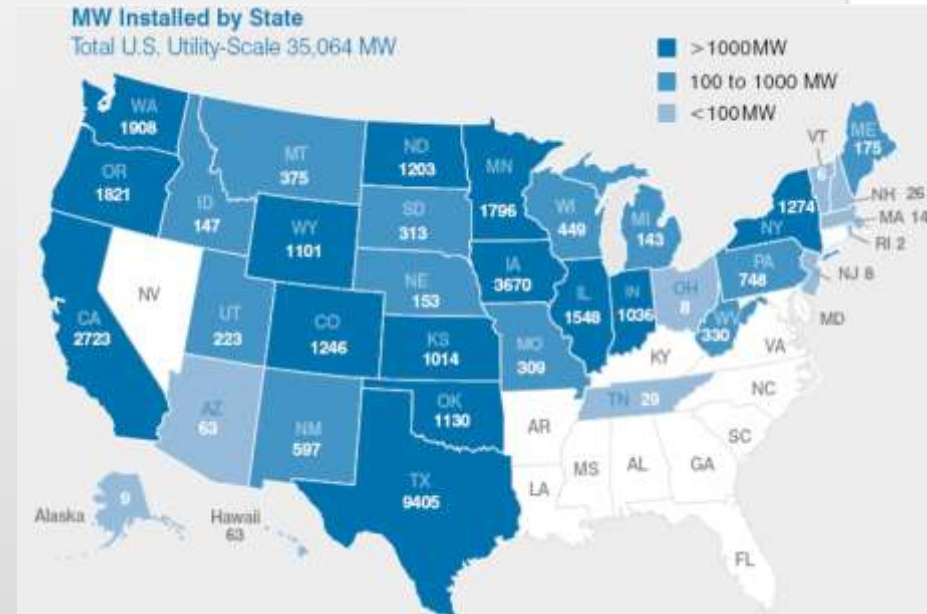 MW Installed by State
Total U.S. Utility-Scale 35,064 MW
>1000MW
100 to 1000 MW
<100MW
WA
1908
OR
1821
CA
2723
NV
ID
147
MT
375
WY
1101
UT
223
AZ
63
CO
1246
NM
597
ND
1203
SD
313
NE
153
KS
1014
OK
1130
TX
9405
MN
1796
IA
3670
MO
309
AR
LA
WI
449
IL
1548
MI
143
IN
1036
OH
8
KY
TN 29
MS
AL
GA
FL
SC
NC
VA
WV
330
MD
PA
748
1274
NY
VT
6
ME
175
NH 26
MA 14
RI 2
NJ 8
Alaska
9
Hawaii
63